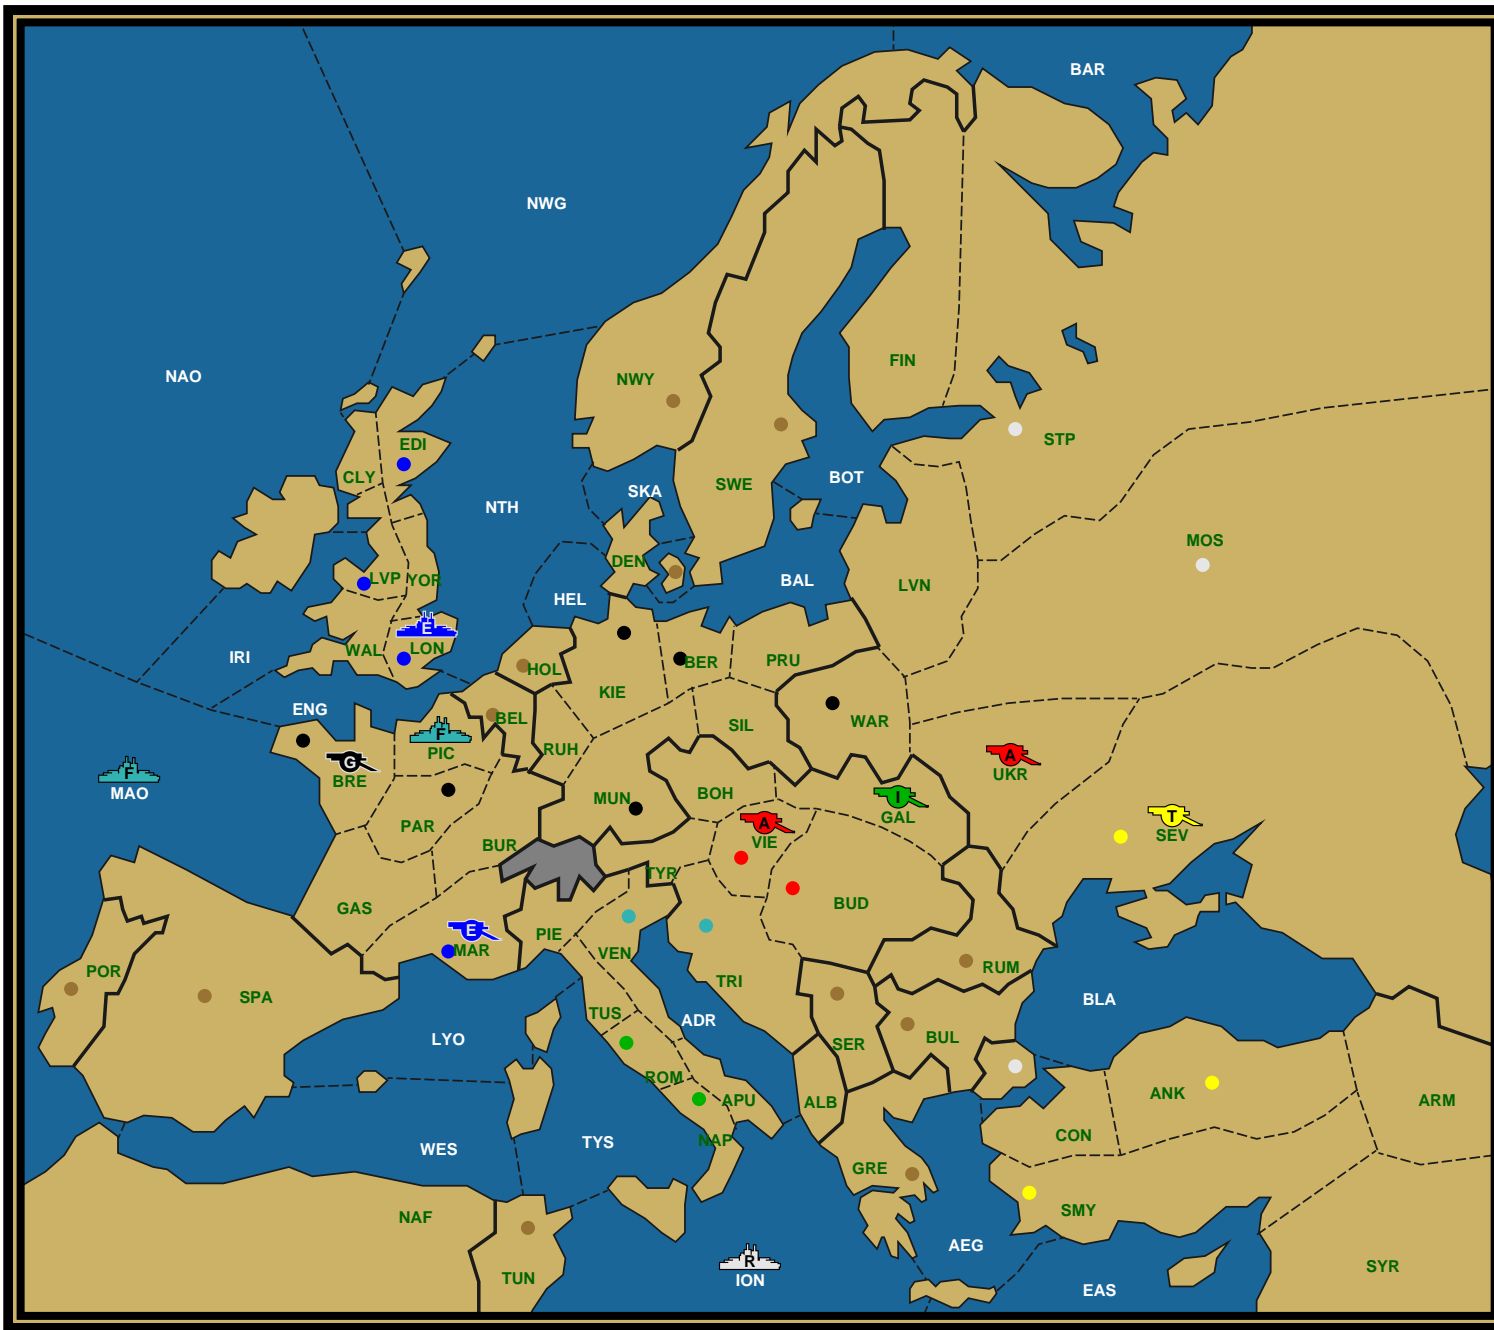 BAR
NWG
NAO
FIN
NWY
STP
EDI
CLY
SWE
BOT
SKA
NTH
MOS
DEN
LVP
YOR
BAL
LVN
HEL
E
LON
WAL
IRI
HOL
BER
PRU
KIE
ENG
BEL
WAR
SIL
F
PIC
RUH
A
UKR
G
BRE
F
MAO
MUN
BOH
I
GAL
T
SEV
A
VIE
PAR
BUR
TYR
BUD
GAS
E
MAR
PIE
VEN
RUM
POR
SPA
TRI
BLA
TUS
ADR
LYO
SER
BUL
ROM
APU
ALB
ANK
ARM
CON
NAP
TYS
WES
GRE
SMY
NAF
AEG
R
ION
TUN
SYR
EAS